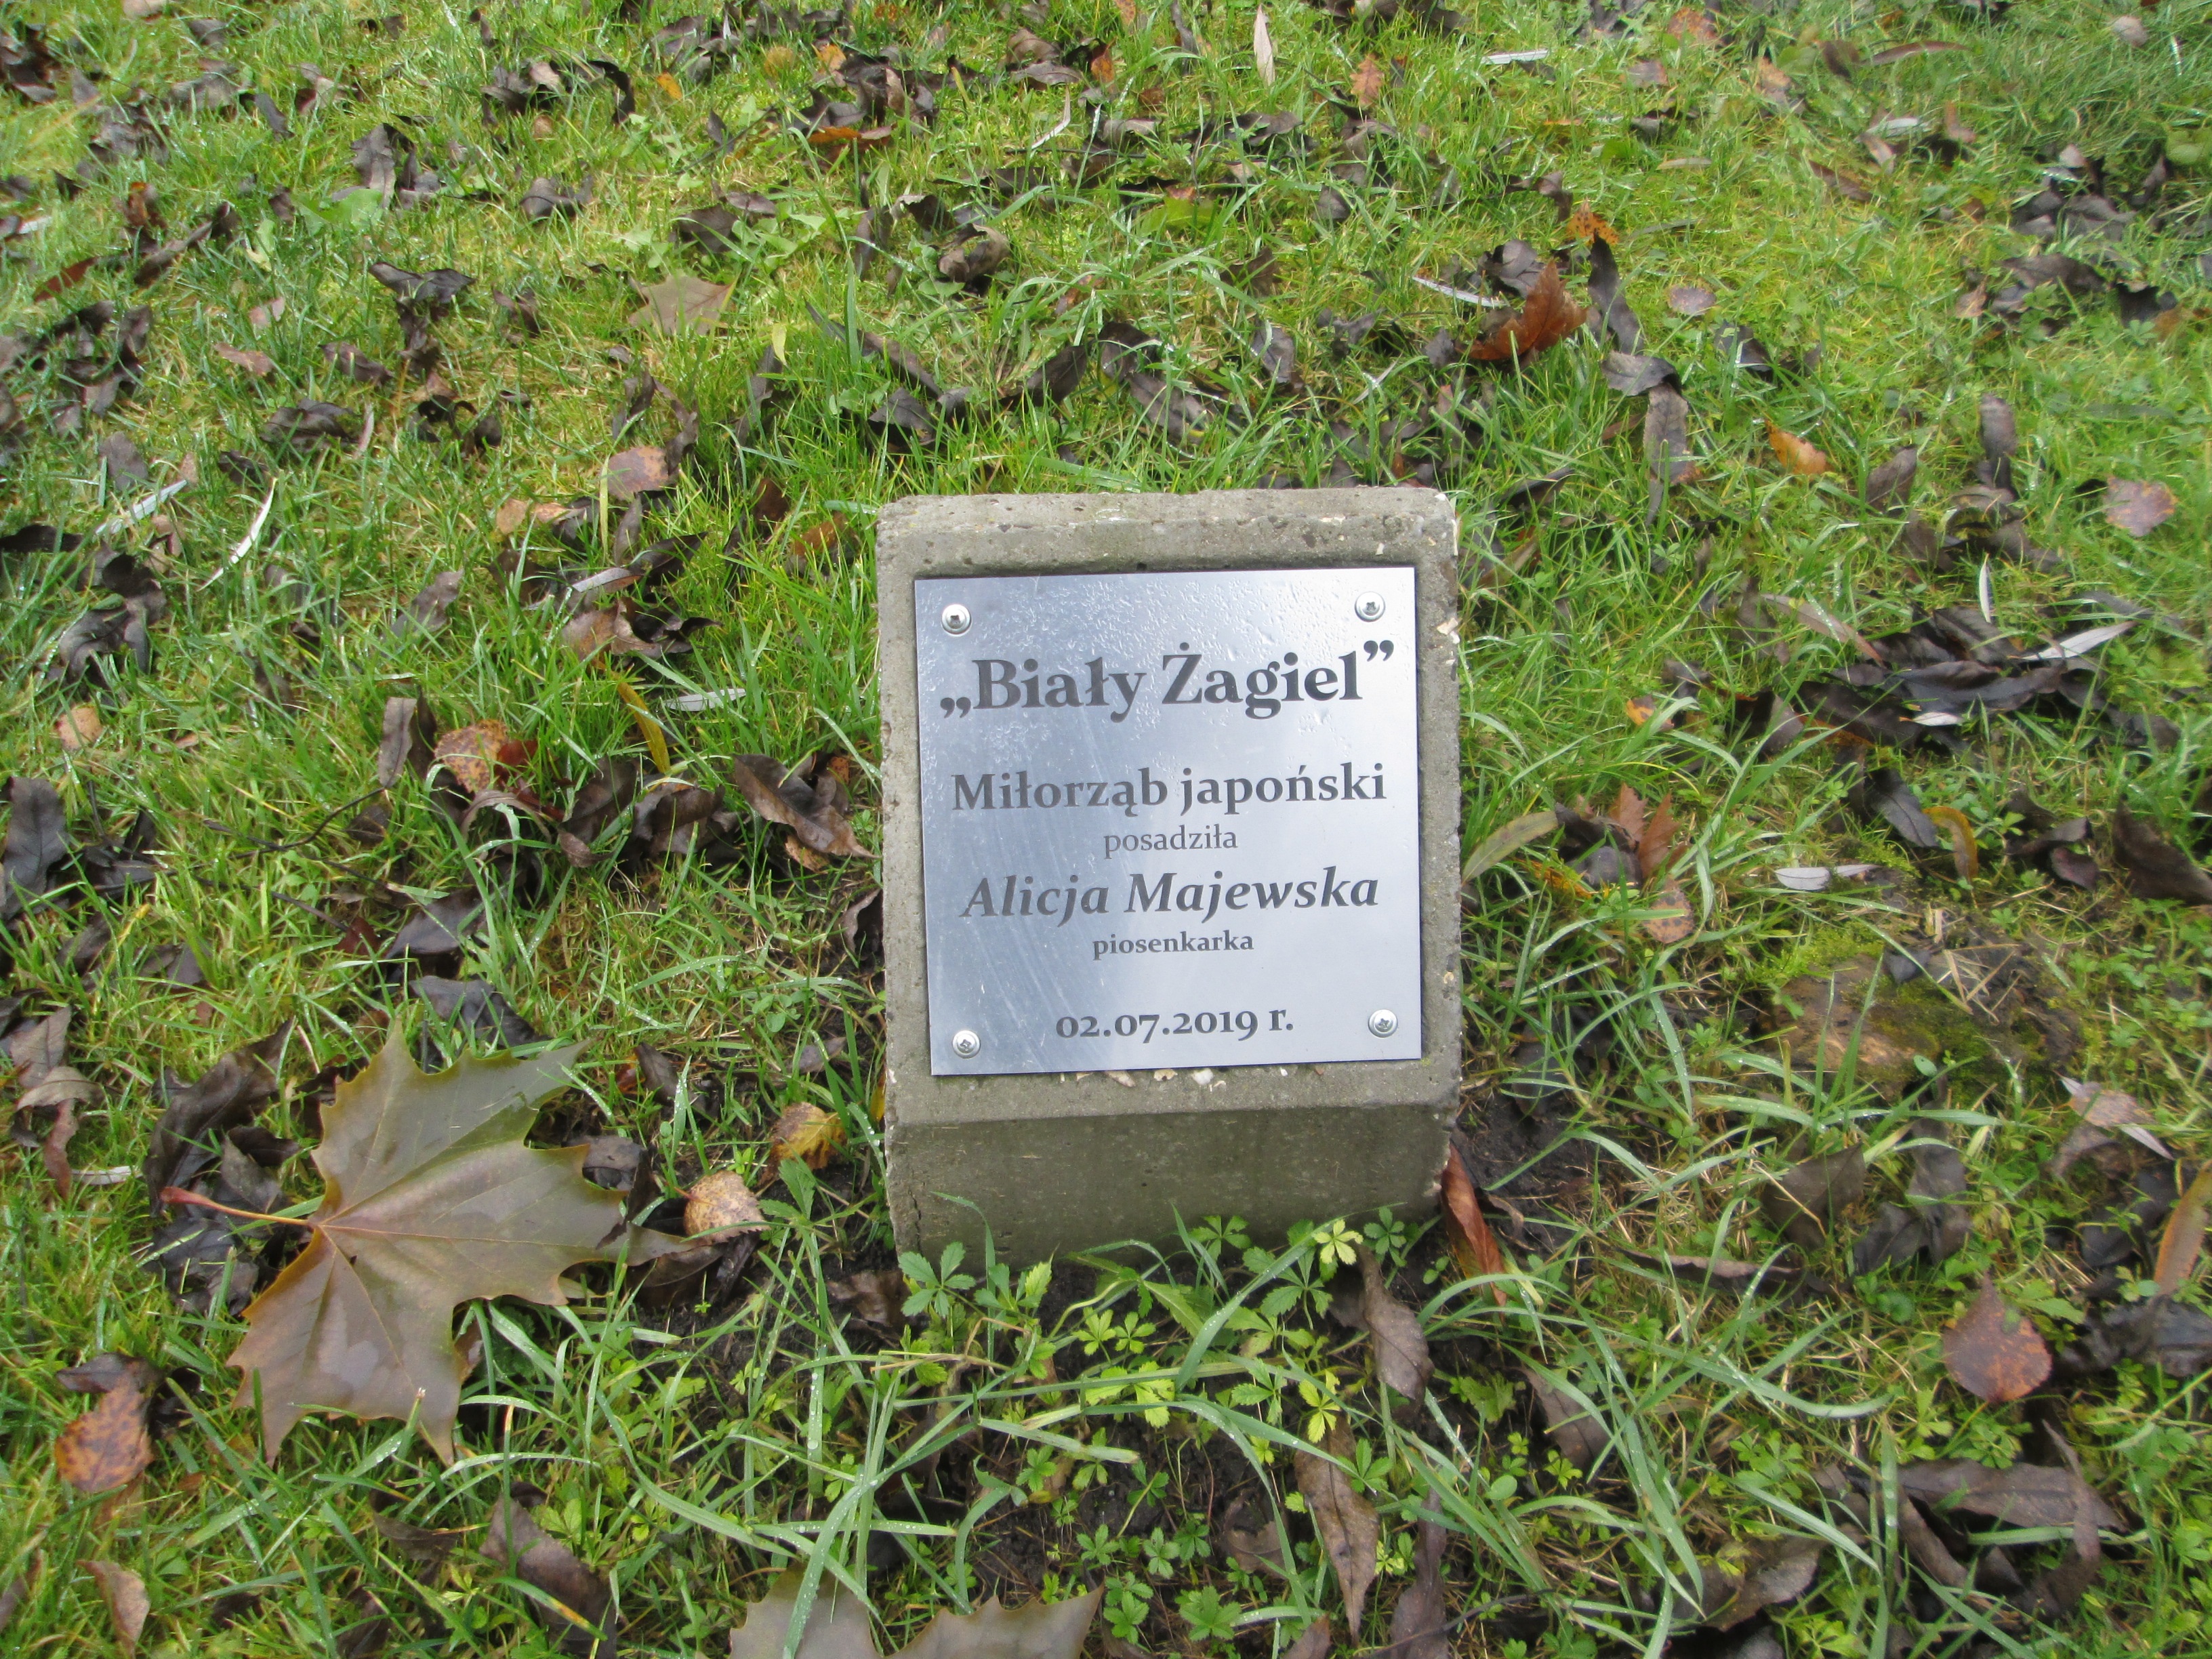 „Biały Żagiel”
Miłorząb japoński
posadziła
Alicja Majewska
piosenkarka
02.07.2019 r.